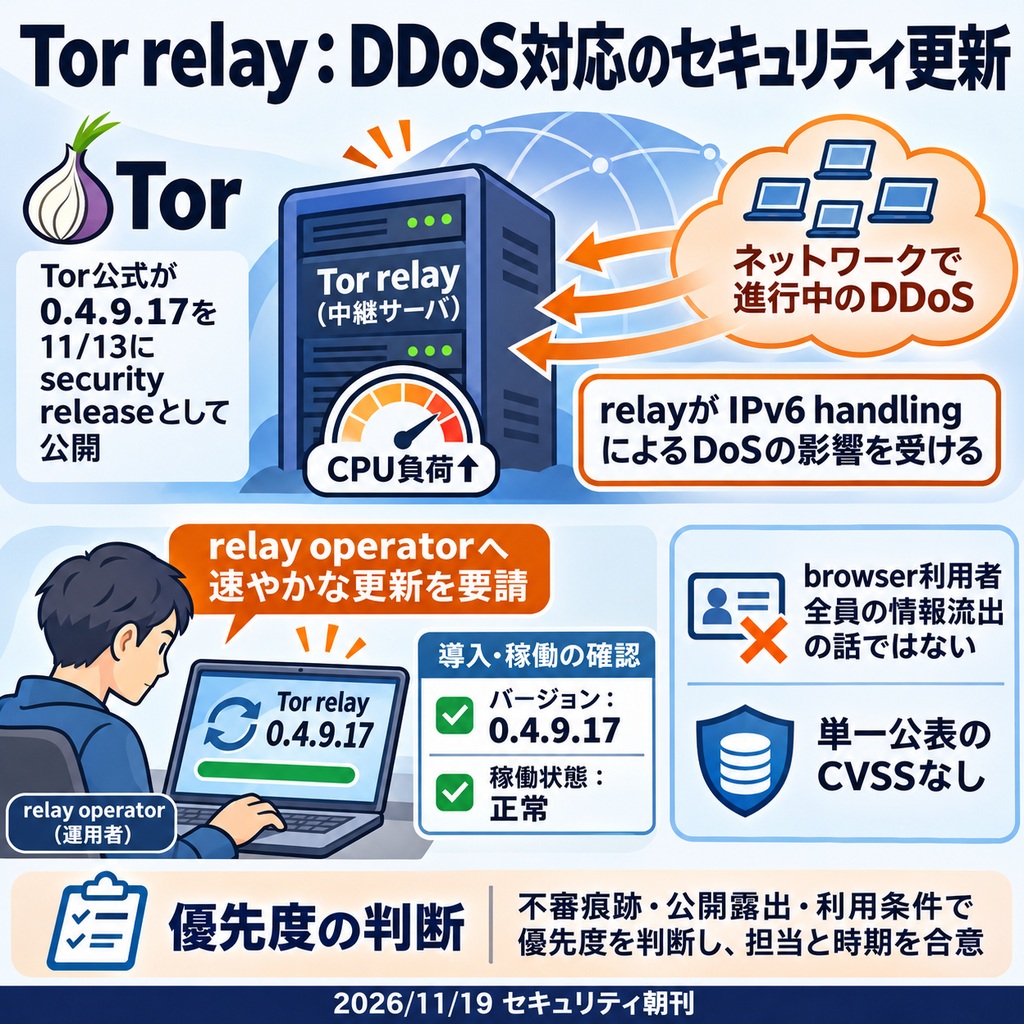 Tor relay：DDoS対応のセキュリティ更新
Tor
Tor公式が
0.4.9.17を
11/13に
security
releaseとして
公開
Tor relay
（中継サーバ）
CPU負荷↑
ネットワークで
進行中のDDoS
relayが IPv6 handling
によるDoSの影響を受ける
relay operatorへ
速やかな更新を要請
Tor relay
0.4.9.17
relay operator
（運用者）
導入・稼働の確認
バージョン：
0.4.9.17
稼働状態：
正常
browser利用者
全員の情報流出
の話ではない
単一公表の
CVSSなし
優先度の判断
不審痕跡・公開露出・利用条件で
優先度を判断し、担当と時期を合意
2026/11/19 セキュリティ朝刊